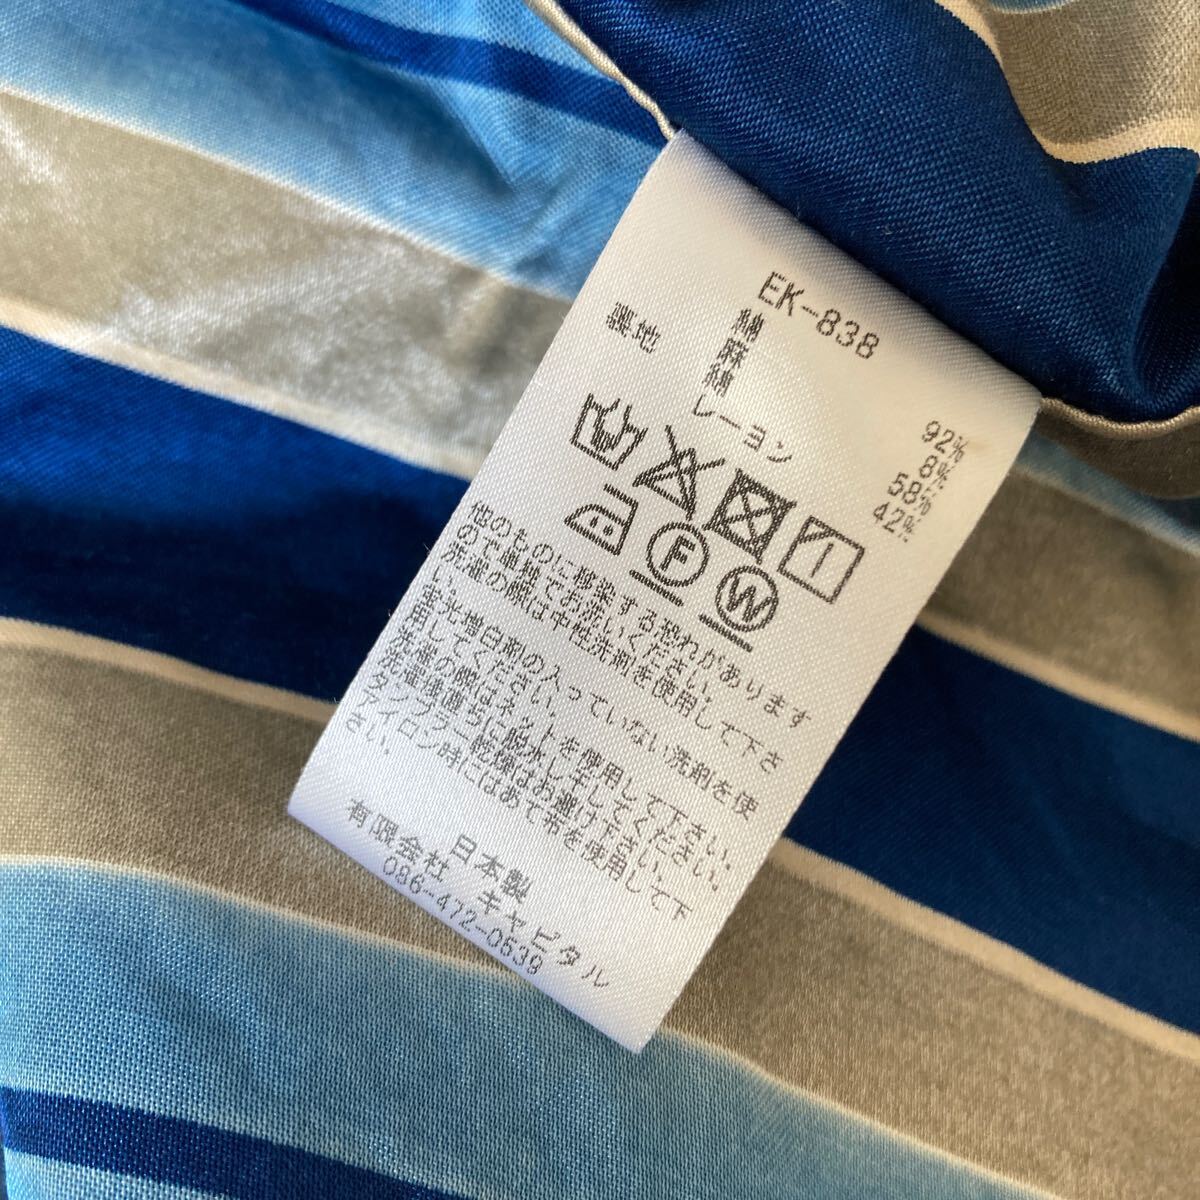 EK-838
綿 92%
麻 8%
裏地 綿 58%
レーヨン 42%
F W
他のものに移染する恐れがあります
ので単独でお洗いください。
洗濯の際は中性洗剤を使用して下さ
い。
蛍光増白剤の入っていない洗剤を使
用してください。
洗濯の際はネットを使用して下さい。
洗濯後直ちに脱水し干してください。
タンブラー乾燥はお避け下さい。
アイロン時にはあて布を使用して下
さい。
日本製
有限会社 キャピタル
086-472-0539